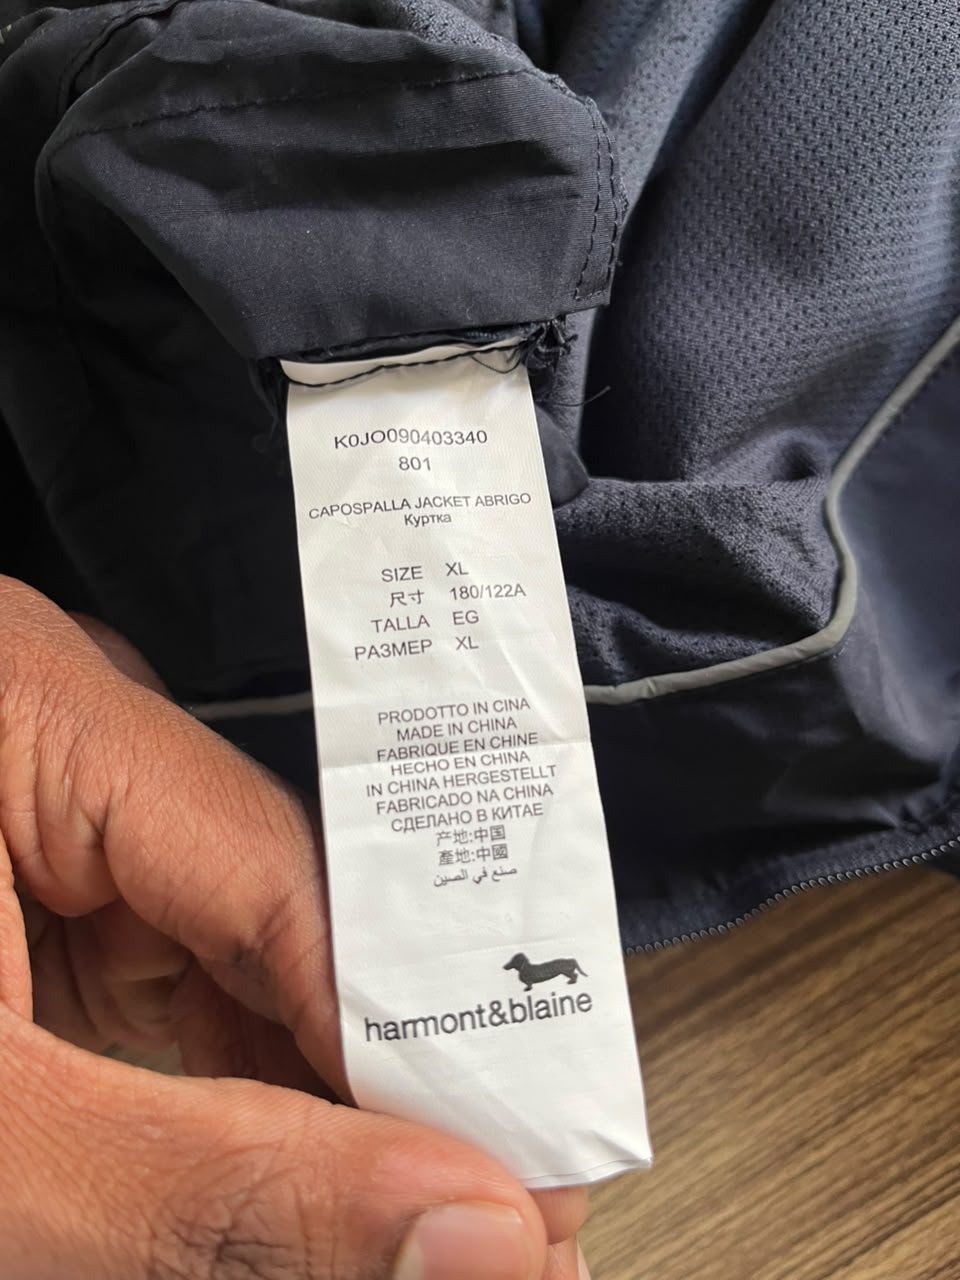 K0JO090403340
801
CAPOSPALLA JACKET ABRIGO
Куртка
SIZE XL
尺寸 180/122A
TALLA EG
РАЗМЕР XL
PRODOTTO IN CINA
MADE IN CHINA
FABRIQUE EN CHINE
HECHO EN CHINA
IN CHINA HERGESTELLT
FABRICADO NA CHINA
СДЕЛАНО В КИТАЕ
产地:中国
產地:中國
صنع في الصين
harmont&blaine